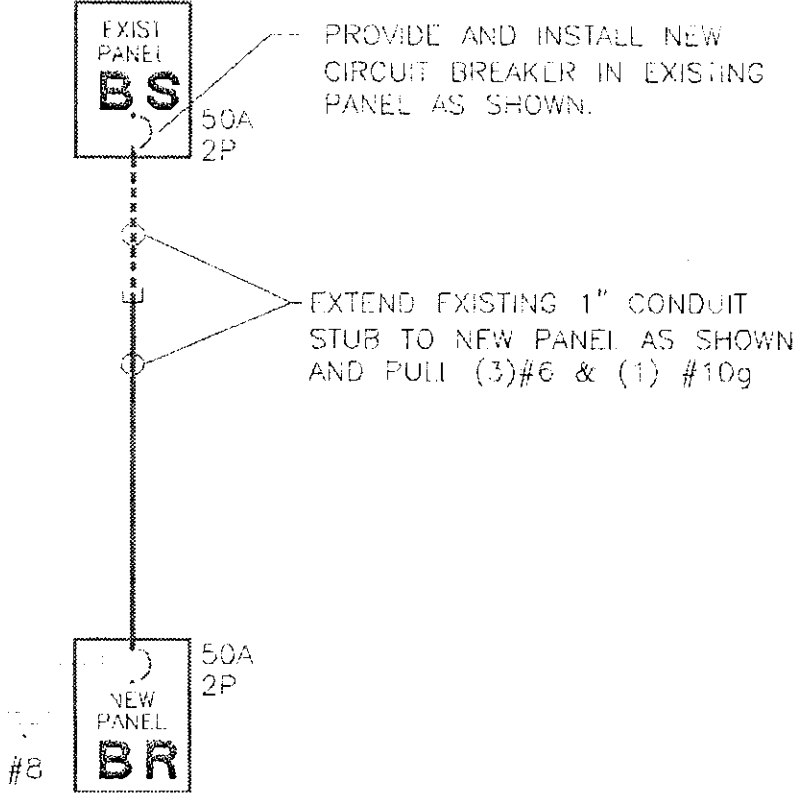 EXIST
PANEL
BS
50A
2P
PROVIDE AND INSTALL NEW
CIRCUIT BREAKER IN EXISTING
PANEL AS SHOWN.
EXTEND EXISTING 1" CONDUIT
STUB TO NEW PANEL AS SHOWN
AND PULL (3)#6 & (1) #10g
50A
2P
NEW
PANEL
BR
#8